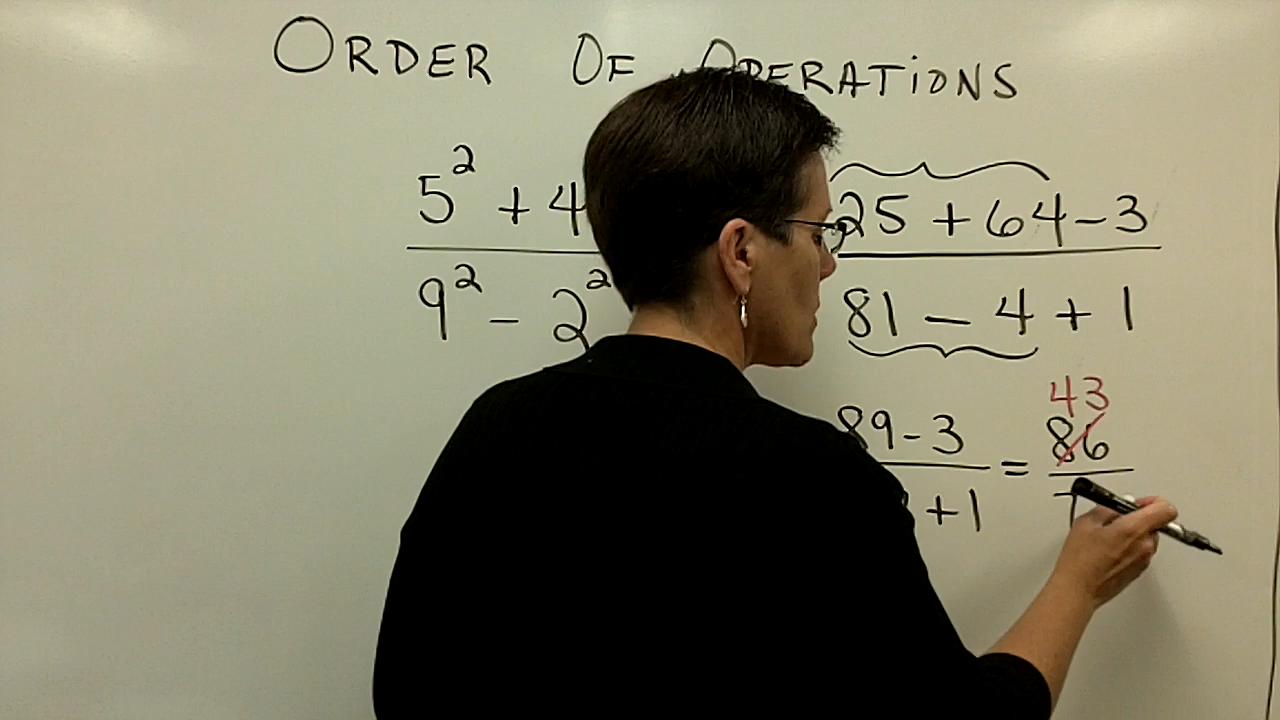 ORDER OF OPERATIONS
5² + 4 25 + 64 - 3
9² - 2² 81 - 4 + 1
43
89 - 3 = 86
+ 1